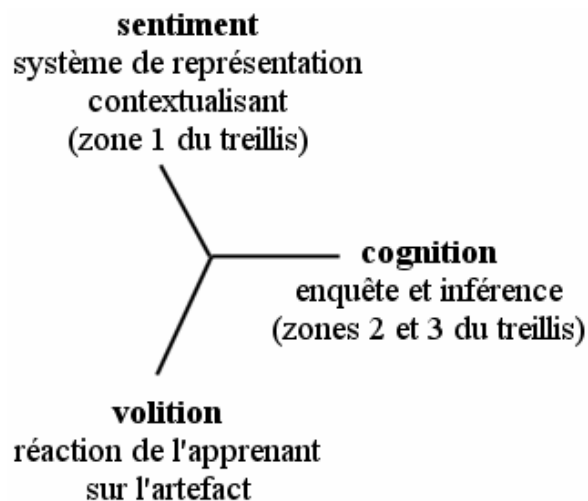 sentiment
système de représentation
contextualisant
(zone 1 du treillis)
cognition
enquête et inférence
(zones 2 et 3 du treillis)
volition
réaction de l'apprenant
sur l'artefact